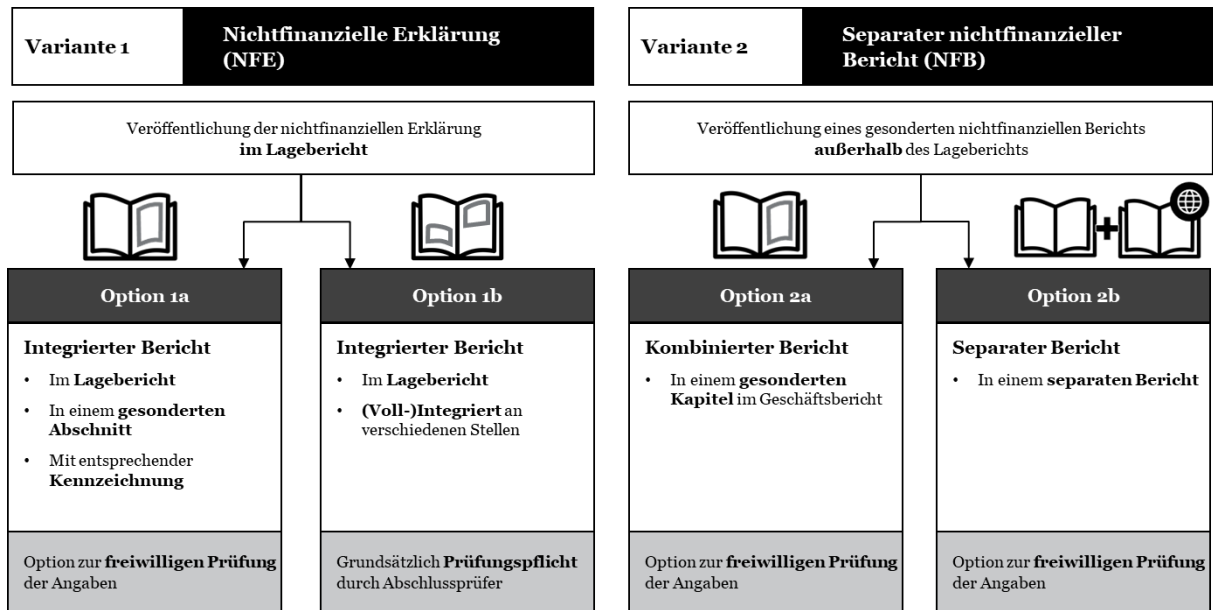 Variante 1
Nichtfinanzielle Erklärung
(NFE)
Veröffentlichung der nichtfinanziellen Erklärung
im Lagebericht
Option 1a
Integrierter Bericht
• Im Lagebericht
• In einem gesonderten
Abschnitt
• Mit entsprechender
Kennzeichnung
Option zur freiwilligen Prüfung
der Angaben
Option 1b
Integrierter Bericht
• Im Lagebericht
• (Voll-)Integriert an
verschiedenen Stellen
Grundsätzlich Prüfungspflicht
durch Abschlussprüfer
Variante 2
Separater nichtfinanzieller
Bericht (NFB)
Veröffentlichung eines gesonderten nichtfinanziellen Berichts
außerhalb des Lageberichts
Option 2a
Kombinierter Bericht
• In einem gesonderten
Kapitel im Geschäftsbericht
Option zur freiwilligen Prüfung
der Angaben
Option 2b
Separater Bericht
• In einem separaten Bericht
Option zur freiwilligen Prüfung
der Angaben